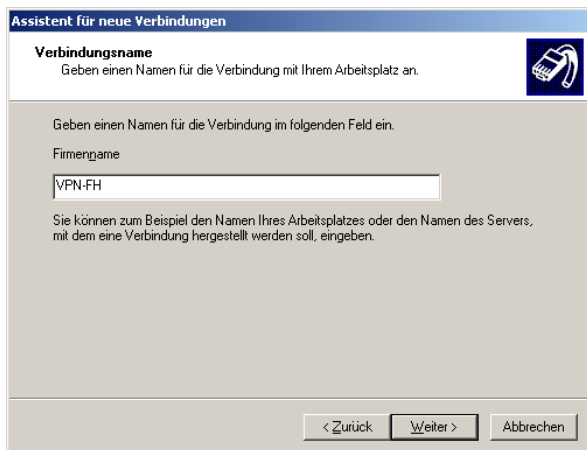 Assistent für neue Verbindungen
Verbindungsname
Geben einen Namen für die Verbindung mit Ihrem Arbeitsplatz an.
Geben einen Namen für die Verbindung im folgenden Feld ein.
Firmenname
VPN-FH
Sie können zum Beispiel den Namen Ihres Arbeitsplatzes oder den Namen des Servers,
mit dem eine Verbindung hergestellt werden soll, eingeben.
< Zurück Weiter > Abbrechen